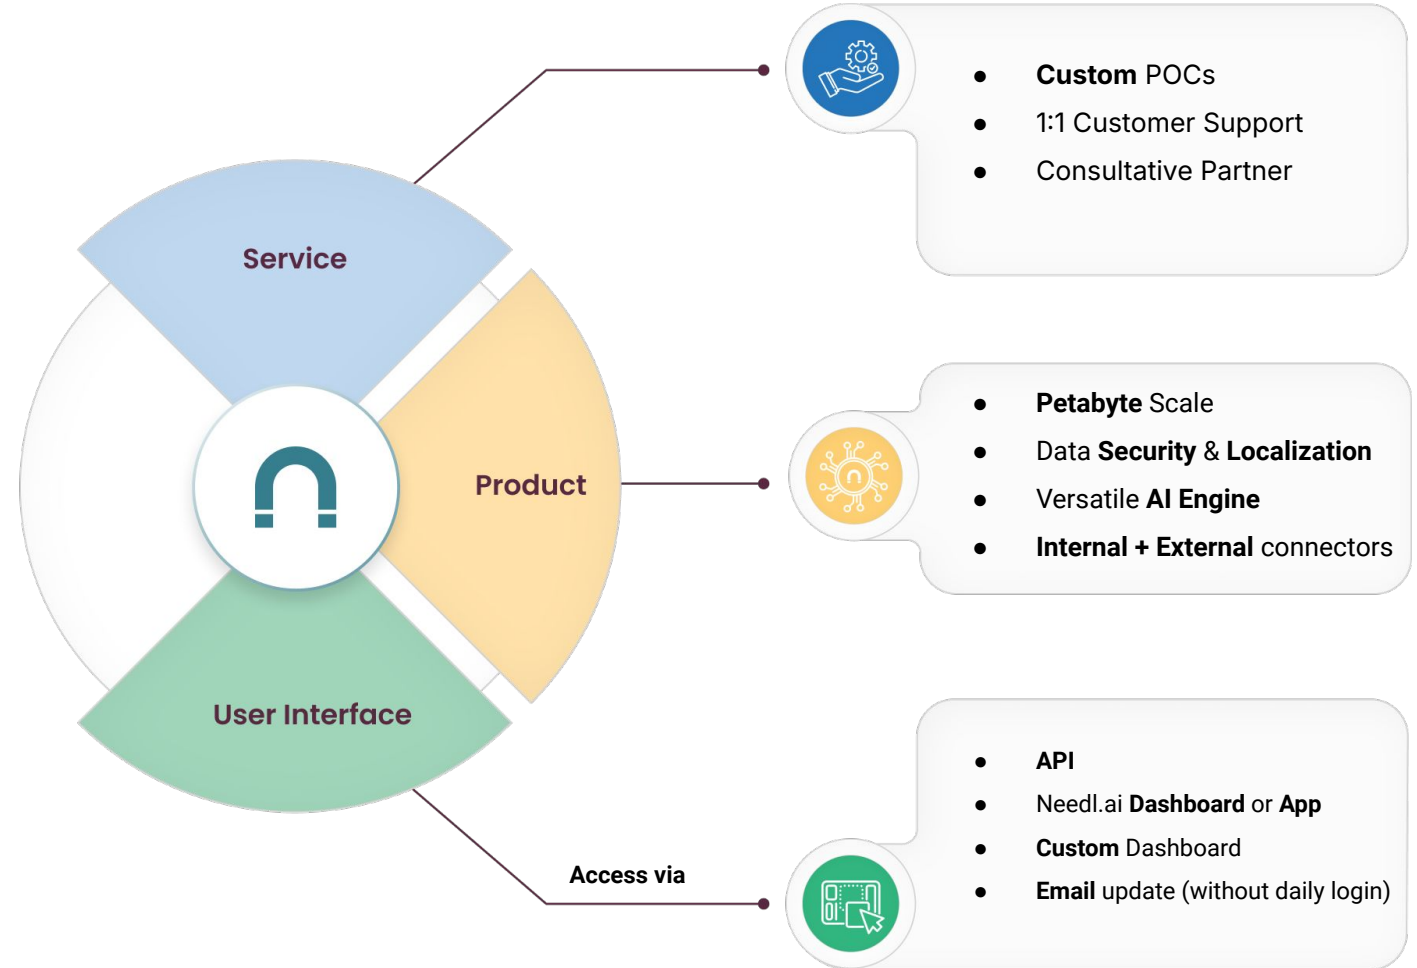 Service
● Custom POCs
● 1:1 Customer Support
● Consultative Partner
Product
● Petabyte Scale
● Data Security & Localization
● Versatile AI Engine
● Internal + External connectors
User Interface
Access via
● API
● Needl.ai Dashboard or App
● Custom Dashboard
● Email update (without daily login)